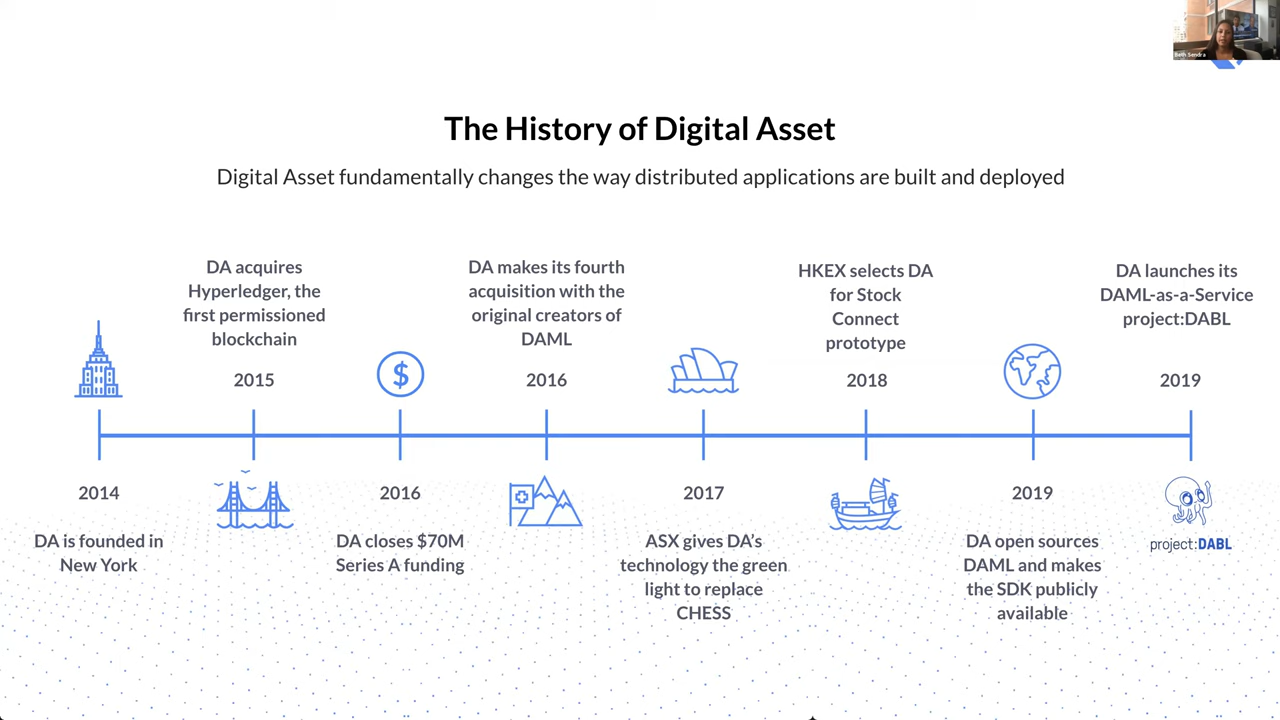 Beth Sendra
The History of Digital Asset
Digital Asset fundamentally changes the way distributed applications are built and deployed
DA acquires
Hyperledger, the
first permissioned
blockchain
2015
DA makes its fourth
acquisition with the
original creators of
DAML
2016
HKEX selects DA
for Stock
Connect
prototype
2018
DA launches its
DAML-as-a-Service
project:DABL
2019
$
2014
DA is founded in
New York
2016
DA closes $70M
Series A funding
2017
ASX gives DA's
technology the green
light to replace
CHESS
2019
DA open sources
DAML and makes
the SDK publicly
available
project:DABL